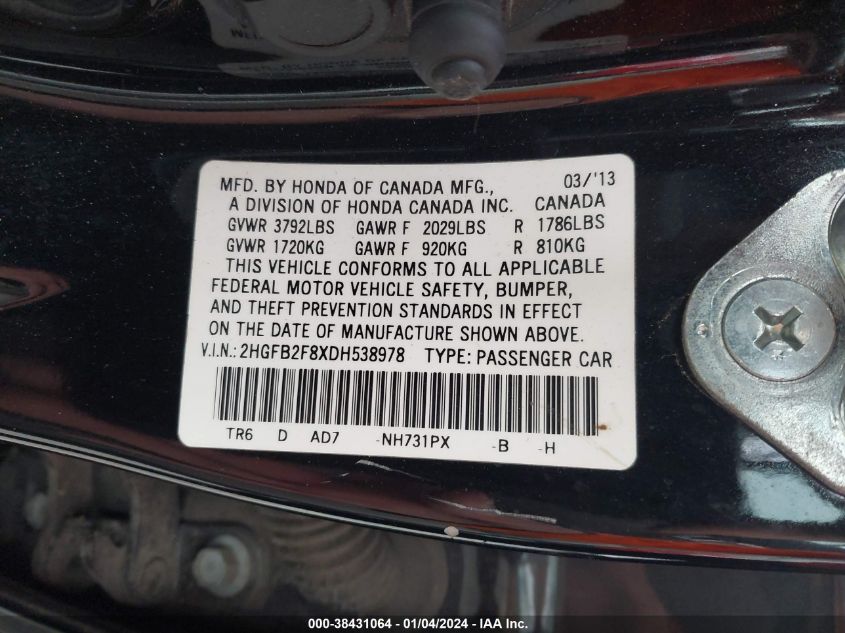 MFD. BY HONDA OF CANADA MFG., 03/'13
A DIVISION OF HONDA CANADA INC. CANADA
GVWR 3792LBS GAWR F 2029LBS R 1786LBS
GVWR 1720KG GAWR F 920KG R 810KG
THIS VEHICLE CONFORMS TO ALL APPLICABLE
FEDERAL MOTOR VEHICLE SAFETY, BUMPER,
AND THEFT PREVENTION STANDARDS IN EFFECT
ON THE DATE OF MANUFACTURE SHOWN ABOVE.
V.I.N.: 2HGFB2F8XDH538978 TYPE: PASSENGER CAR
TR6 D AD7 -NH731PX -B -H
000-38431064 - 01/04/2024 - IAAI.com